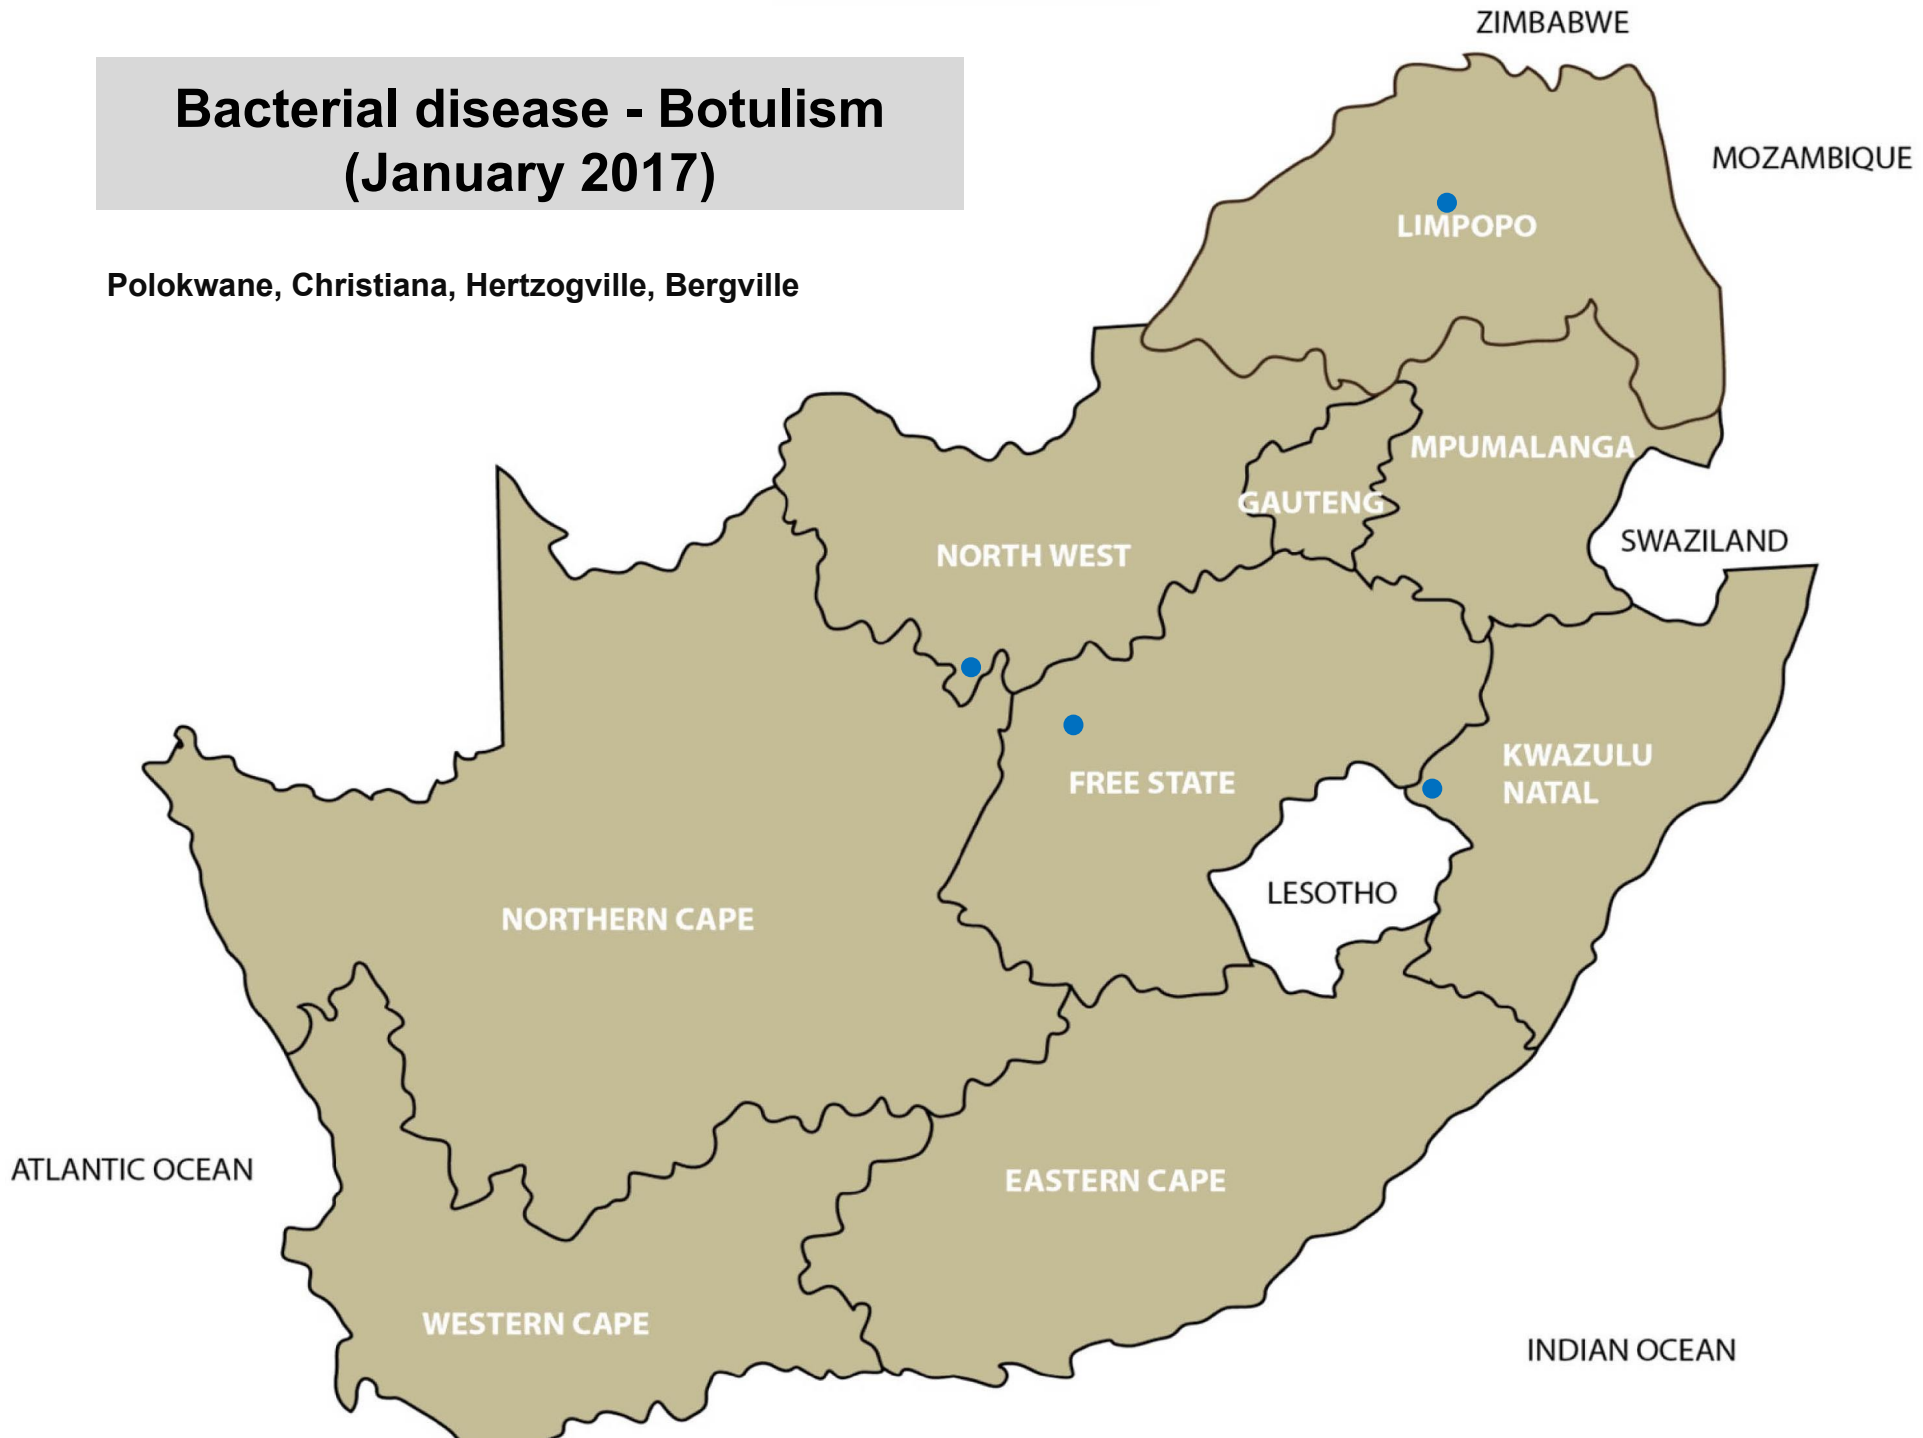 Bacterial disease - Botulism
(January 2017)
Polokwane, Christiana, Hertzogville, Bergville
ZIMBABWE
MOZAMBIQUE
LIMPOPO
MPUMALANGA
GAUTENG
SWAZILAND
NORTH WEST
KWAZULU
NATAL
FREE STATE
LESOTHO
NORTHERN CAPE
ATLANTIC OCEAN
EASTERN CAPE
WESTERN CAPE
INDIAN OCEAN